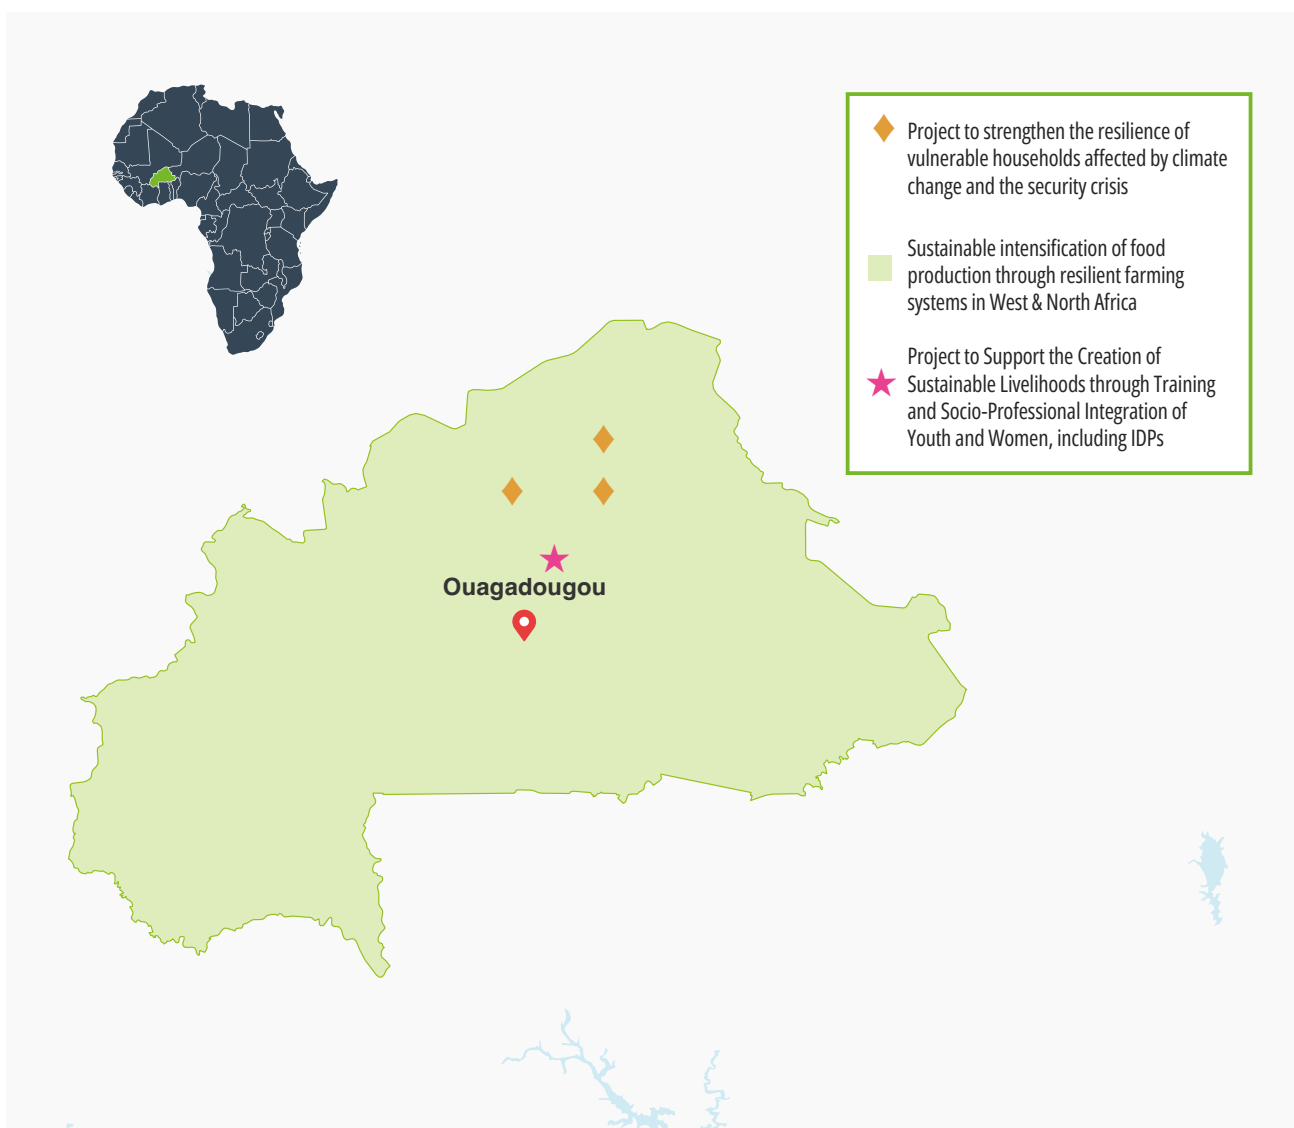 Project to strengthen the resilience of
vulnerable households affected by climate
change and the security crisis
Sustainable intensification of food
production through resilient farming
systems in West & North Africa
Project to Support the Creation of
Sustainable Livelihoods through Training
and Socio-Professional Integration of
Youth and Women, including IDPs
Ouagadougou